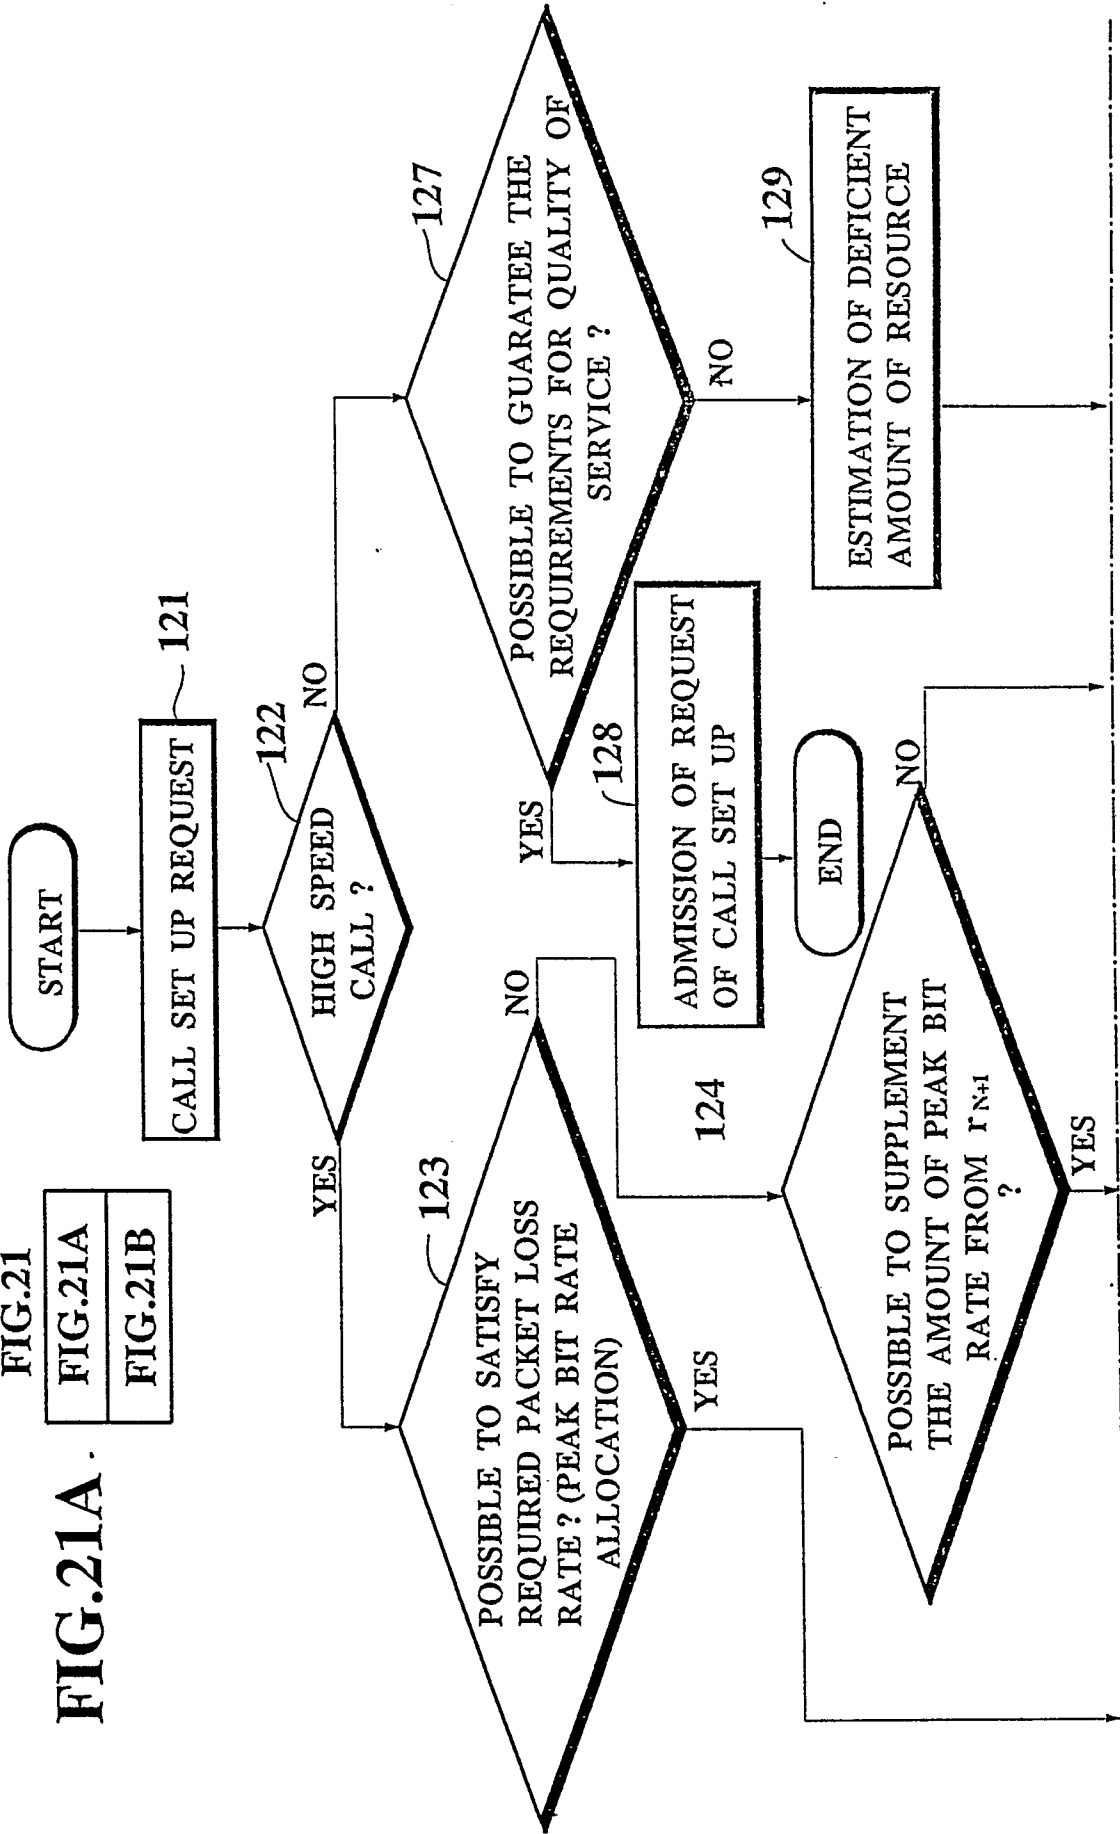 FIG.21A
FIG.21
FIG.21A
FIG.21B
START
CALL SET UP REQUEST
121
HIGH SPEED
CALL ?
122
YES
NO
POSSIBLE TO SATISFY
REQUIRED PACKET LOSS
RATE? (PEAK BIT RATE
ALLOCATION)
123
NO
YES
POSSIBLE TO GUARATEE THE
REQUIREMENTS FOR QUALITY OF
SERVICE ?
127
YES
NO
ADMISSION OF REQUEST
OF CALL SET UP
128
END
ESTIMATION OF DEFICIENT
AMOUNT OF RESOURCE
129
124
POSSIBLE TO SUPPLEMENT
THE AMOUNT OF PEAK BIT
RATE FROM r N+1
?
NO
YES